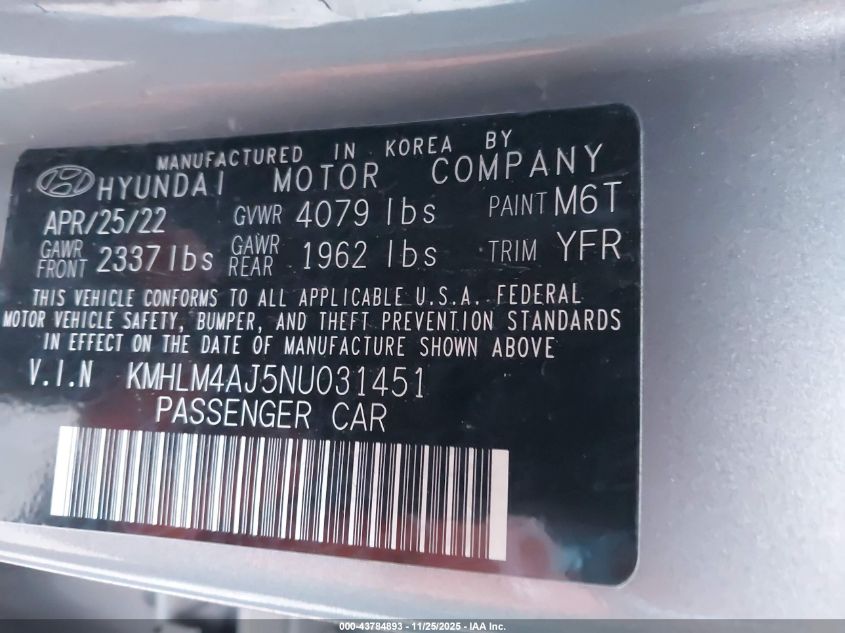 MANUFACTURED IN KOREA BY
HYUNDAI MOTOR COMPANY
APR/25/22 GVWR 4079 lbs PAINT M6T
GAWR FRONT 2337 lbs GAWR REAR 1962 lbs TRIM YFR
THIS VEHICLE CONFORMS TO ALL APPLICABLE U.S.A. FEDERAL
MOTOR VEHICLE SAFETY, BUMPER, AND THEFT PREVENTION STANDARDS
IN EFFECT ON THE DATE OF MANUFACTURE SHOWN ABOVE
V.I.N KMHLM4AJ5NU031451
PASSENGER CAR
000-43784893 - 11/25/2025 - IAA Inc.